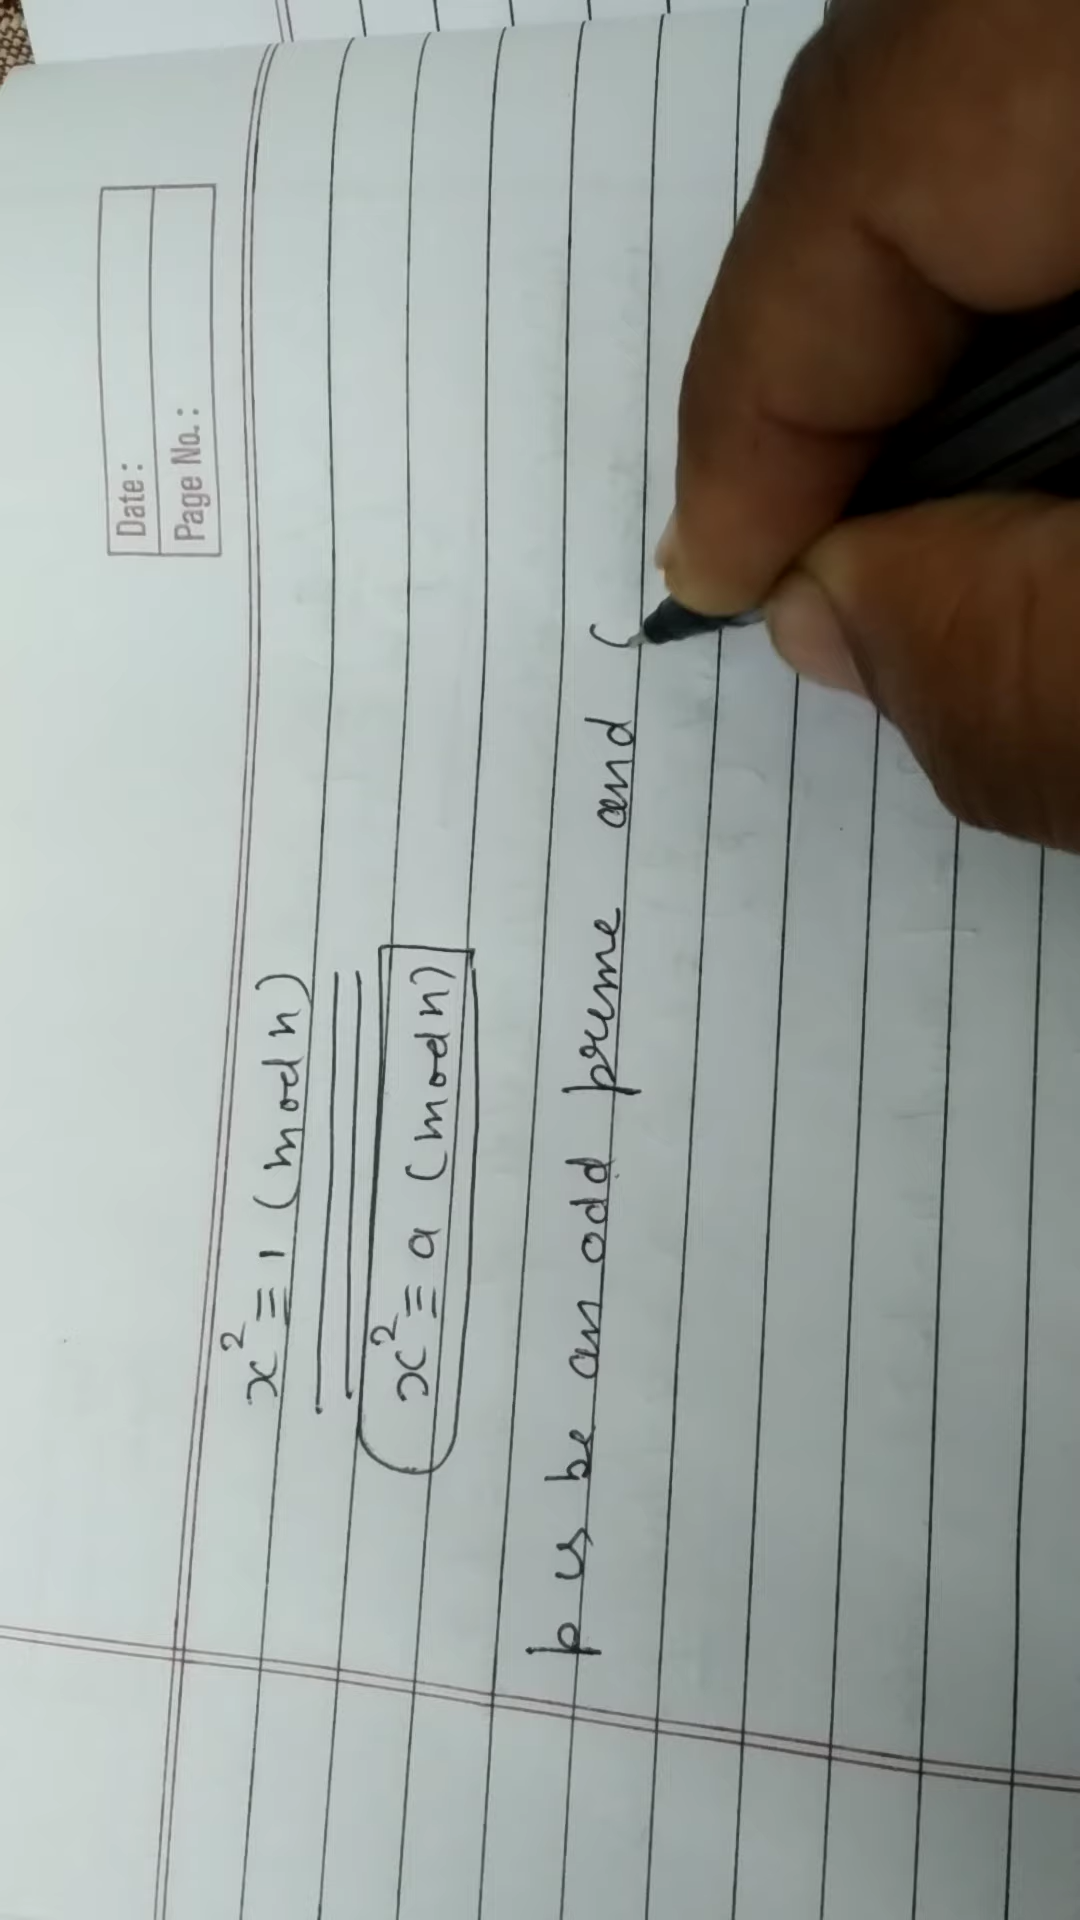 Date :
Page No. :
x² ≡ 1 (mod n)
x² ≡ a (mod n)
p is be an odd prime and (